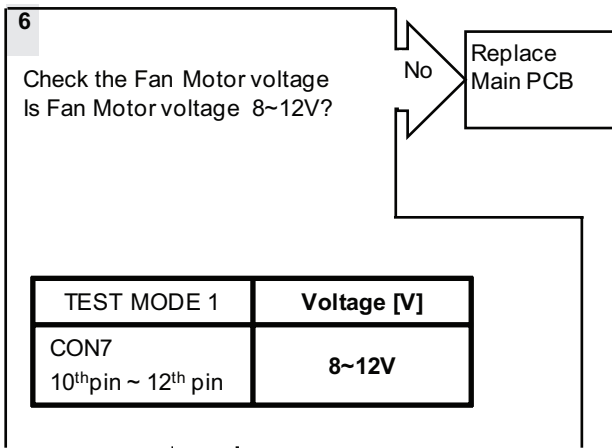 6
Check the Fan Motor voltage
Is Fan Motor voltage 8~12V?
No
Replace
Main PCB
TEST MODE 1
Voltage [V]
CON7
10thpin ~ 12th pin
8~12V